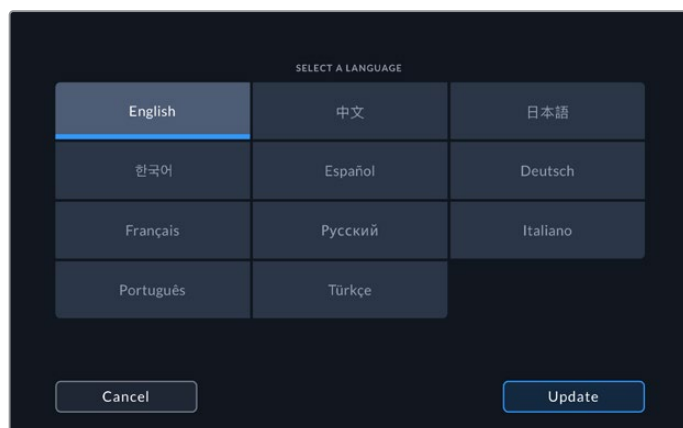 SELECT A LANGUAGE
English
中文
日本語
한국어
Español
Deutsch
Français
Русский
Italiano
Português
Türkçe
Cancel
Update